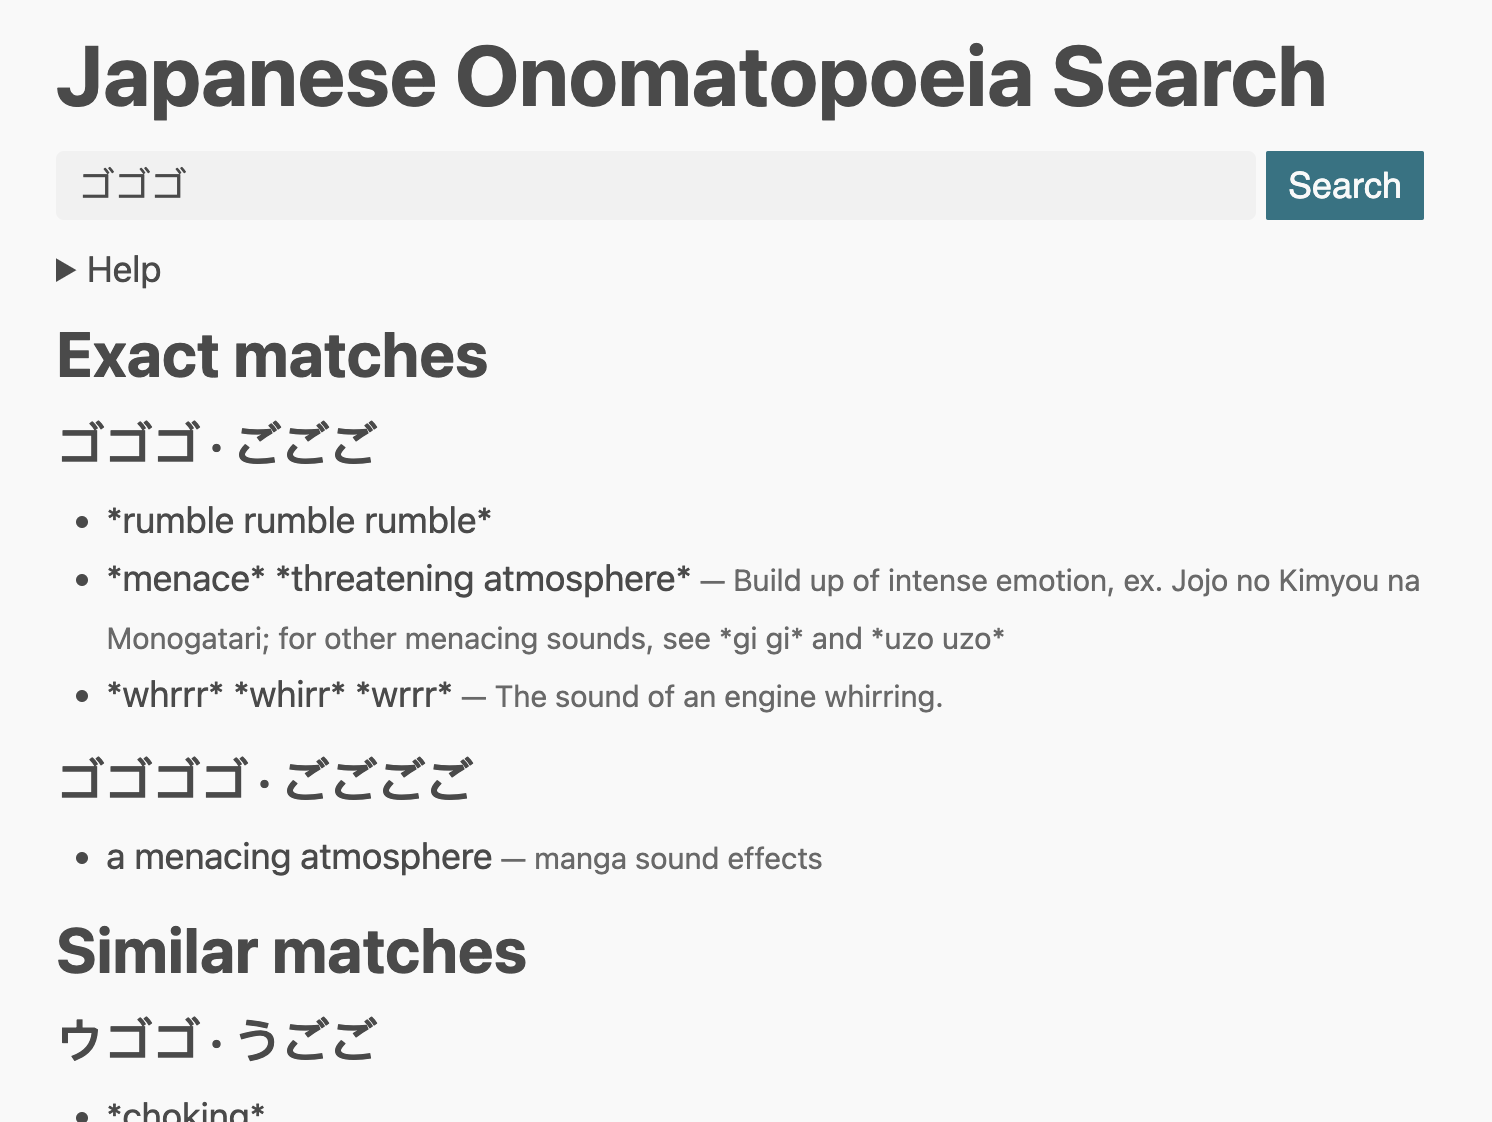 Japanese Onomatopoeia Search
ゴゴゴ
Search
Help
Exact matches
ゴゴゴ · ごごご
*rumble rumble rumble*
*menace* *threatening atmosphere* — Build up of intense emotion, ex. Jojo no Kimyou na
Monogatari; for other menacing sounds, see *gi gi* and *uzo uzo*
*whrrr* *whirr* *wrrr* — The sound of an engine whirring.
ゴゴゴゴ · ごごごご
a menacing atmosphere — manga sound effects
Similar matches
ウゴゴ · うごご
*choking*